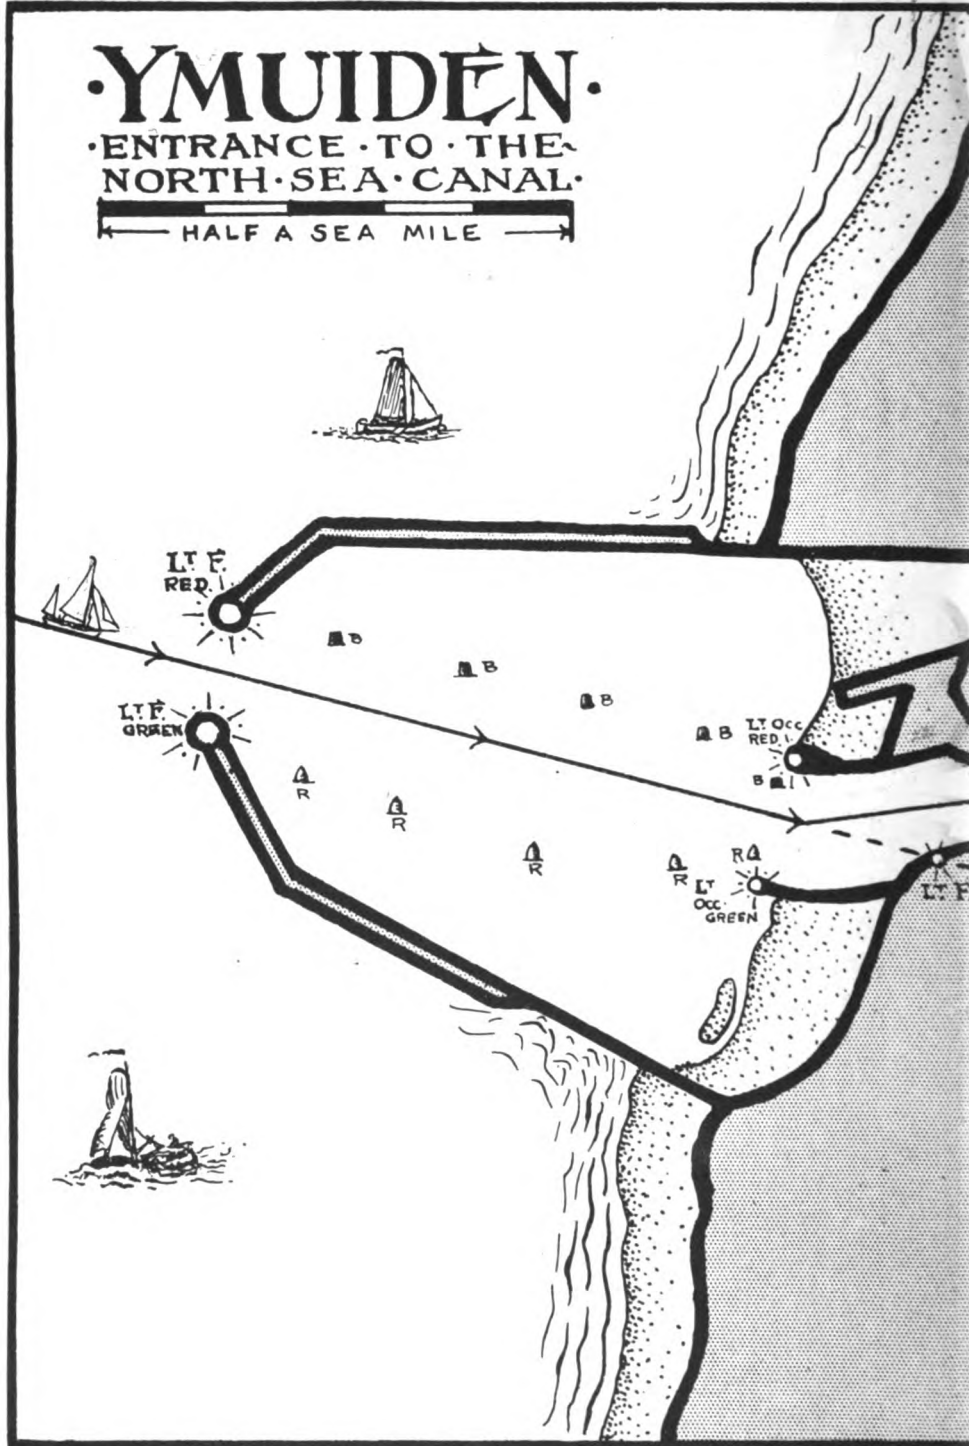 ·YMUIDEN·
·ENTRANCE·TO·THE
NORTH·SEA·CANAL·
HALF A SEA MILE
LT F.
RED.
B
B
B
B
LT F.
GREEN
LT OCC
RED
B
R
R
R
R
R
LT
OCC.
GREEN
LT F